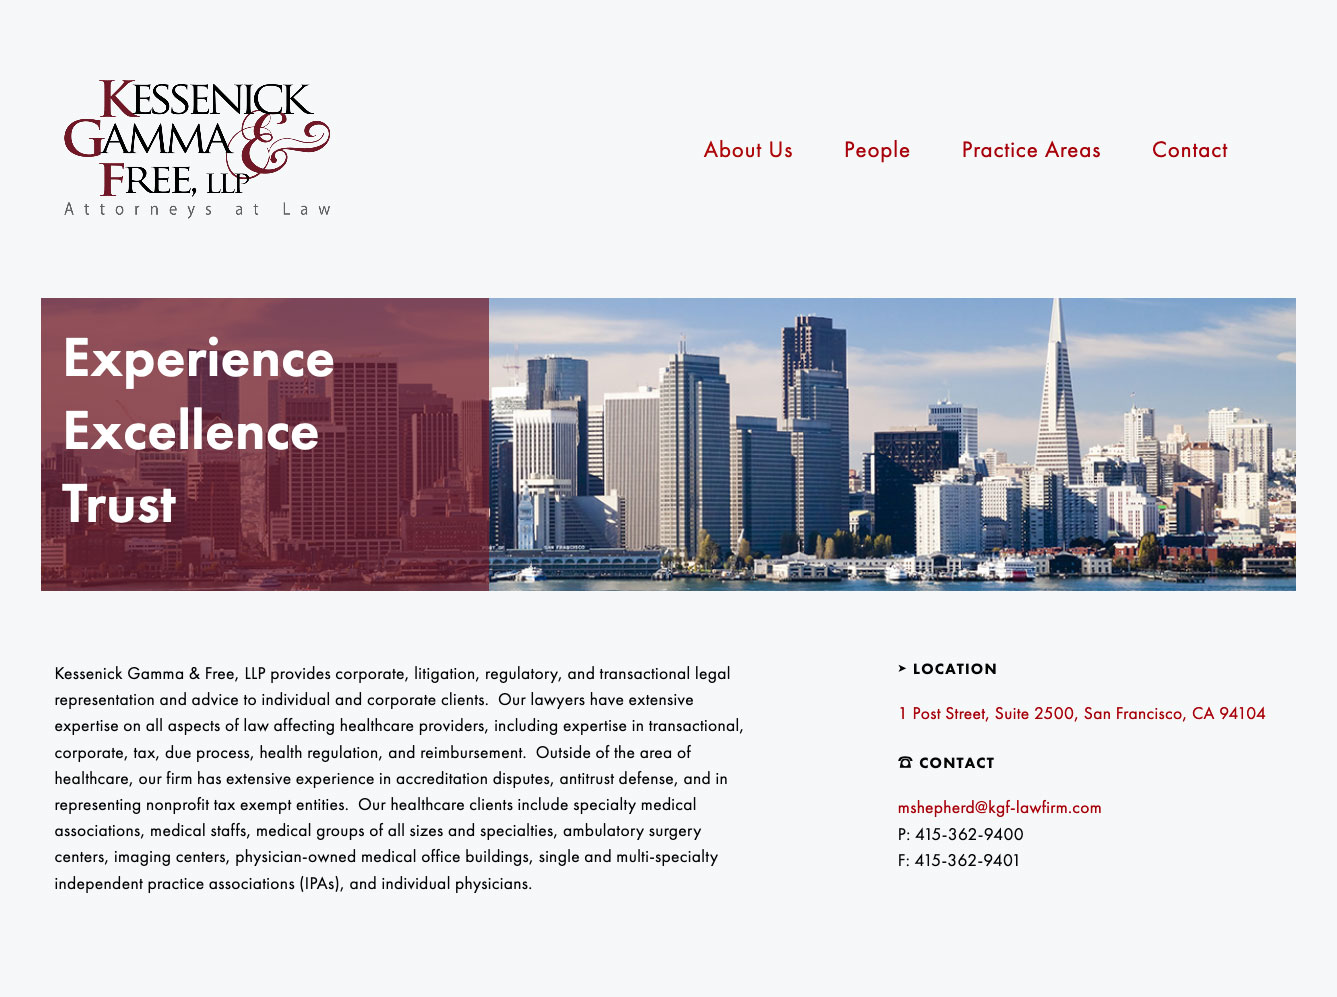 KESSENICK
GAMMA &
FREE, LLP
Attorneys at Law
About Us People Practice Areas Contact
Experience
Excellence
Trust
SAN FRANCISCO
Kessenick Gamma & Free, LLP provides corporate, litigation, regulatory, and transactional legal
representation and advice to individual and corporate clients.  Our lawyers have extensive
expertise on all aspects of law affecting healthcare providers, including expertise in transactional,
corporate, tax, due process, health regulation, and reimbursement.  Outside of the area of
healthcare, our firm has extensive experience in accreditation disputes, antitrust defense, and in
representing nonprofit tax exempt entities.  Our healthcare clients include specialty medical
associations, medical staffs, medical groups of all sizes and specialties, ambulatory surgery
centers, imaging centers, physician-owned medical office buildings, single and multi-specialty
independent practice associations (IPAs), and individual physicians.
➤ LOCATION
1 Post Street, Suite 2500, San Francisco, CA 94104
☎ CONTACT
mshepherd@kgf-lawfirm.com
P: 415-362-9400
F: 415-362-9401